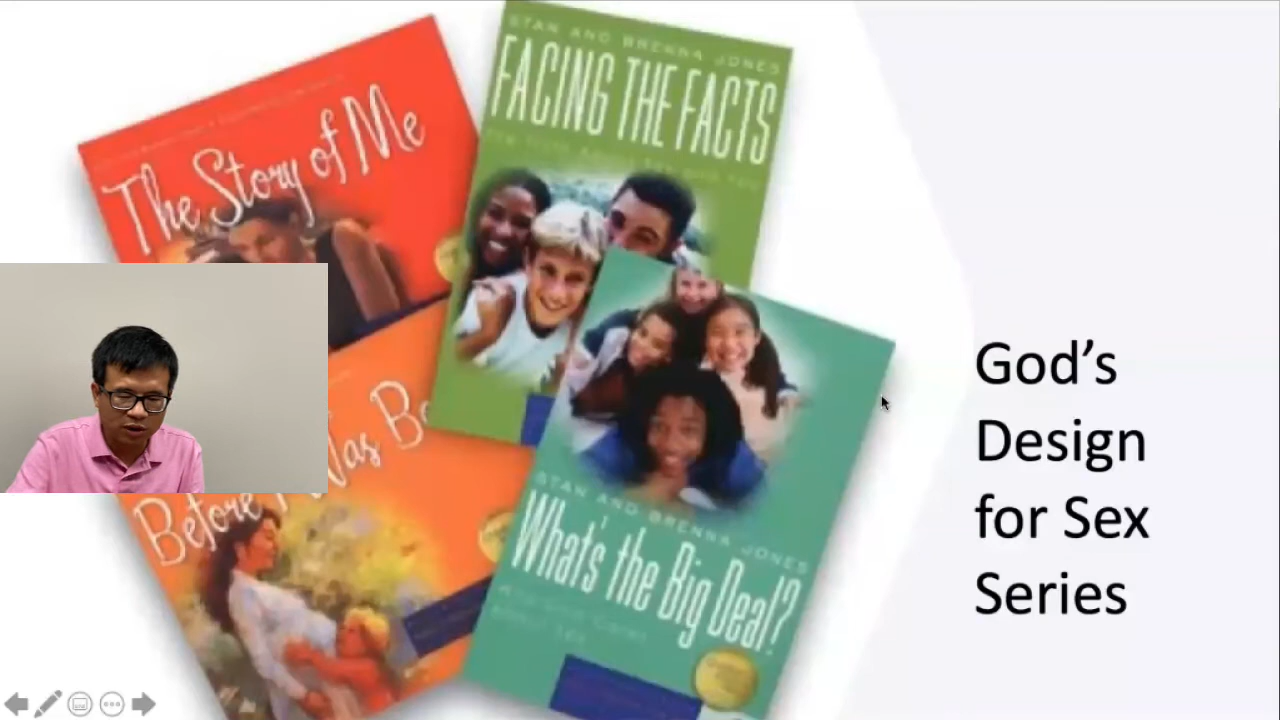 The Story of Me
STAN AND BRENNA JONES
FACING THE FACTS
Before I Was
STAN AND BRENNA JONES
What's the Big Deal?
God's
Design
for Sex
Series